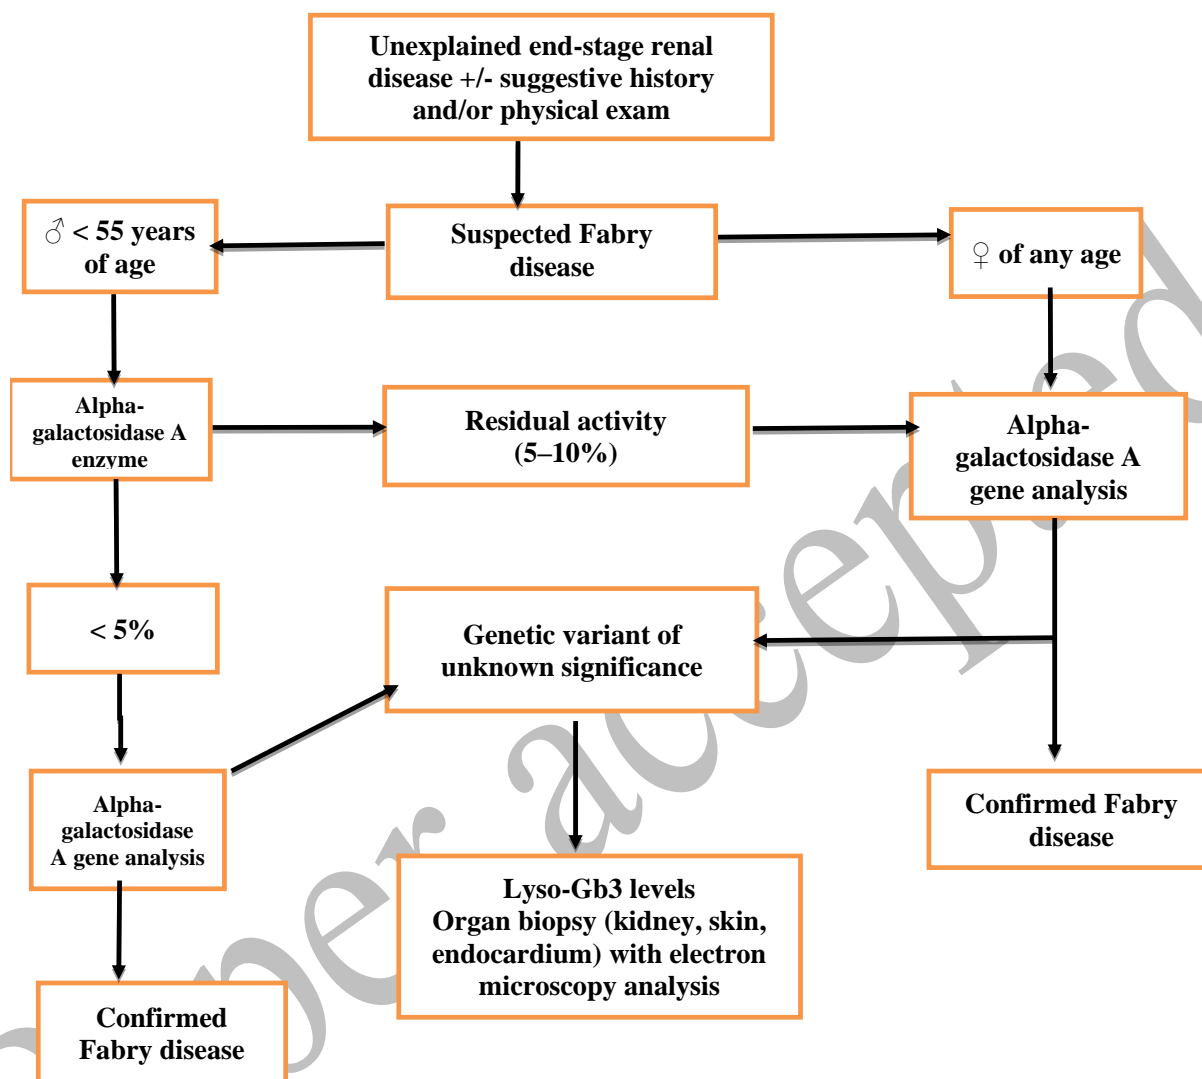 Unexplained end-stage renal
disease +/- suggestive history
and/or physical exam
♂ < 55 years
of age
Suspected Fabry
disease
♀ of any age
Alpha-
galactosidase A
enzyme
Residual activity
(5–10%)
Alpha-
galactosidase A
gene analysis
< 5%
Genetic variant of
unknown significance
Alpha-
galactosidase
A gene analysis
Lyso-Gb3 levels
Organ biopsy (kidney, skin,
endocardium) with electron
microscopy analysis
Confirmed Fabry
disease
Confirmed
Fabry disease
per accepted